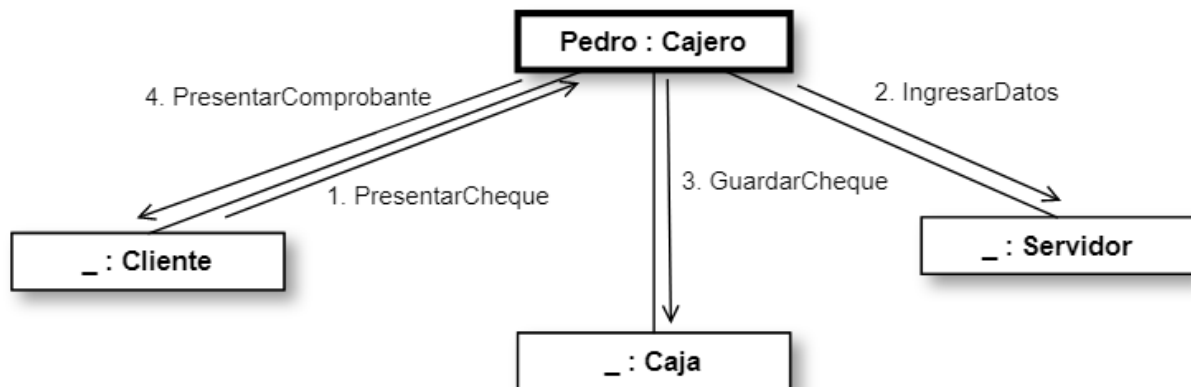 Pedro : Cajero
4. PresentarComprobante
2. IngresarDatos
1. PresentarCheque
3. GuardarCheque
_ : Cliente
_ : Servidor
_ : Caja